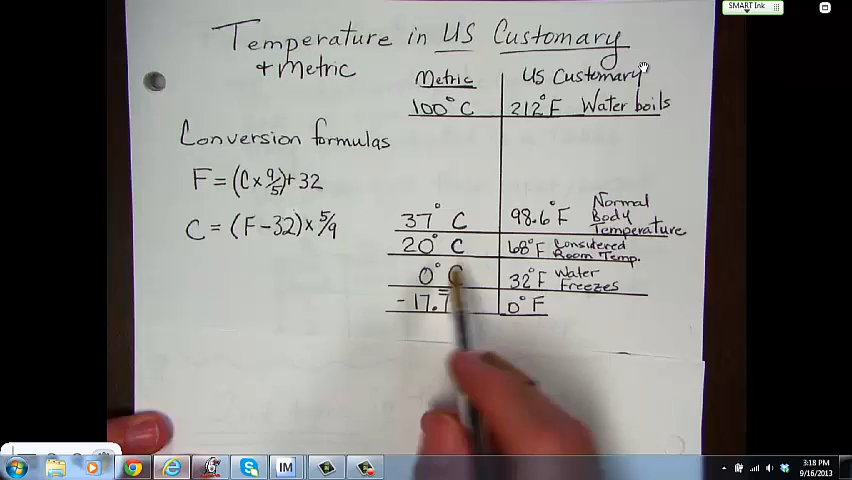 SMART Ink
Temperature in US Customary
+ Metric
Metric US Customary
100° C 212°F Water boils
Conversion formulas
F = (C × 9/5) + 32
C = (F - 32) × 5/9
37° C 98.6°F Normal Body Temperature
20° C 68°F Considered Room Temp.
0° C 32°F Water Freezes
-17.7 0° F
IM
3:18 PM
9/16/2013